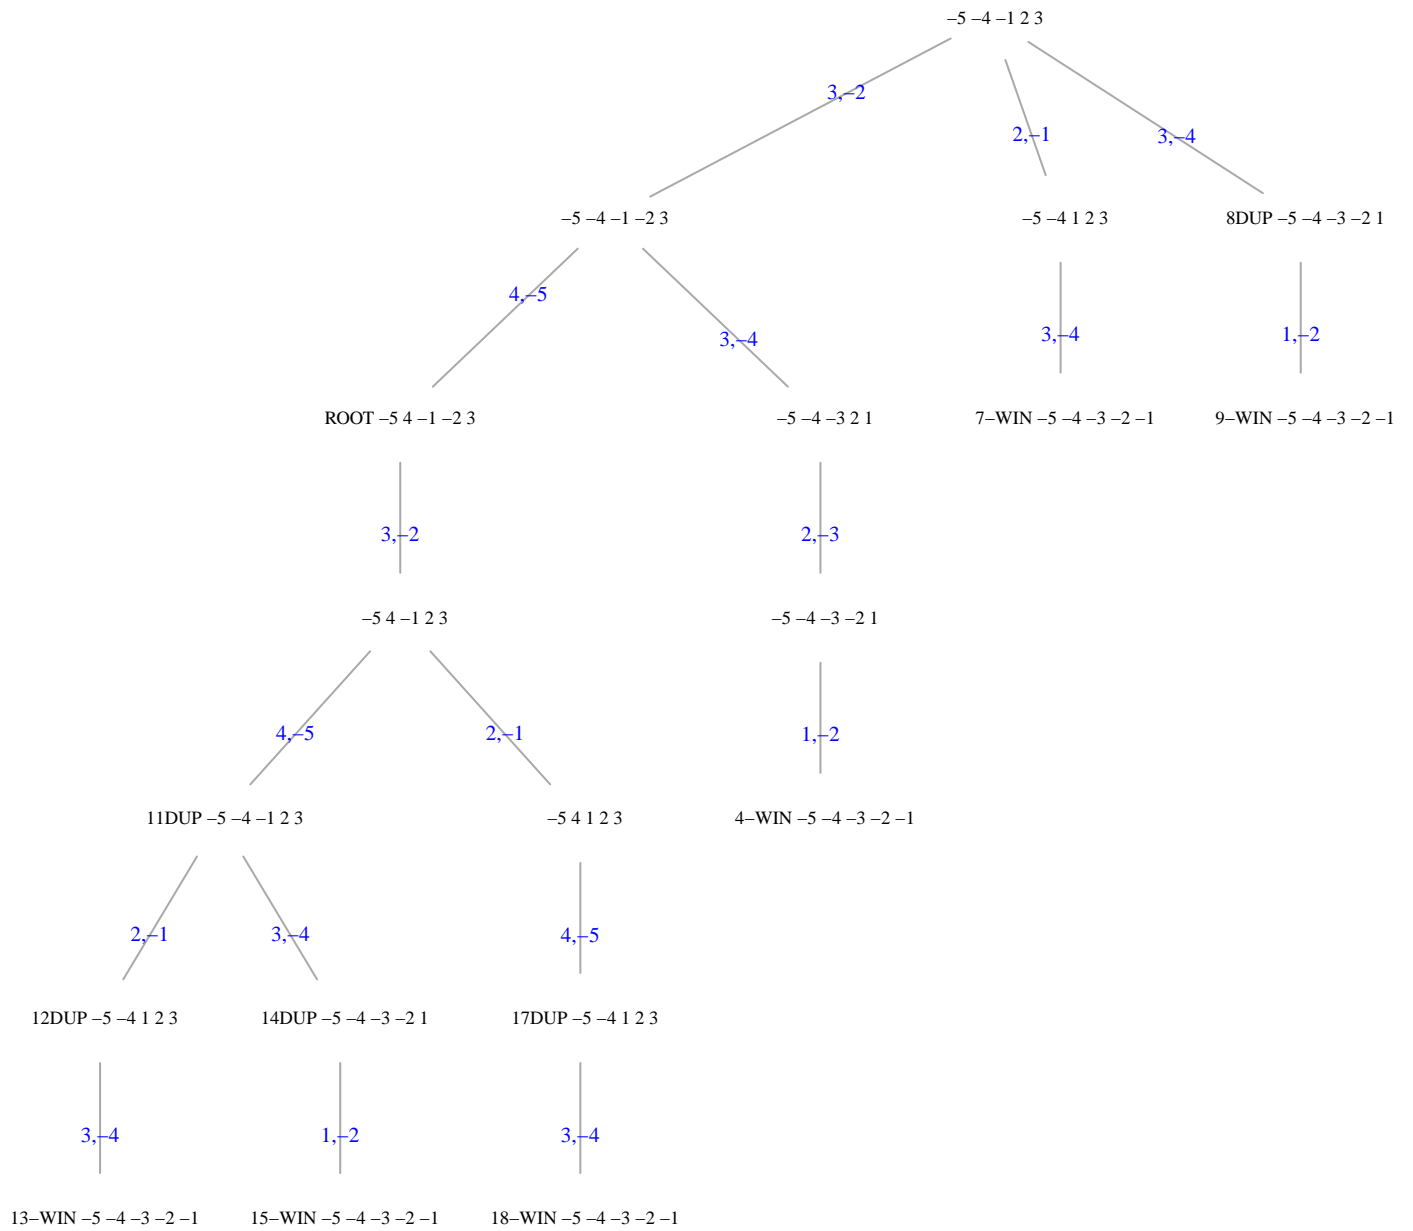 –5 –4 –1 2 3
3,–2
2,–1
3,–4
–5 –4 –1 –2 3
–5 –4 1 2 3
8DUP –5 –4 –3 –2 1
4,–5
3,–4
3,–4
1,–2
ROOT –5 4 –1 –2 3
–5 –4 –3 2 1
7–WIN –5 –4 –3 –2 –1
9–WIN –5 –4 –3 –2 –1
3,–2
2,–3
–5 4 –1 2 3
–5 –4 –3 –2 1
4,–5
2,–1
1,–2
11DUP –5 –4 –1 2 3
–5 4 1 2 3
4–WIN –5 –4 –3 –2 –1
2,–1
3,–4
4,–5
12DUP –5 –4 1 2 3
14DUP –5 –4 –3 –2 1
17DUP –5 –4 1 2 3
3,–4
1,–2
3,–4
13–WIN –5 –4 –3 –2 –1
15–WIN –5 –4 –3 –2 –1
18–WIN –5 –4 –3 –2 –1